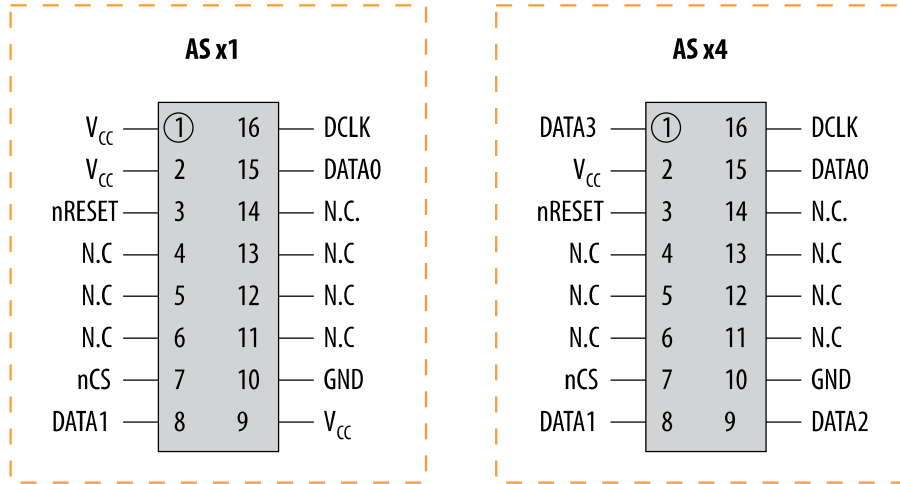 AS x1
VCC 1 16 DCLK
VCC 2 15 DATA0
nRESET 3 14 N.C.
N.C 4 13 N.C
N.C 5 12 N.C
N.C 6 11 N.C
nCS 7 10 GND
DATA1 8 9 VCC
AS x4
DATA3 1 16 DCLK
VCC 2 15 DATA0
nRESET 3 14 N.C.
N.C 4 13 N.C
N.C 5 12 N.C
N.C 6 11 N.C
nCS 7 10 GND
DATA1 8 9 DATA2